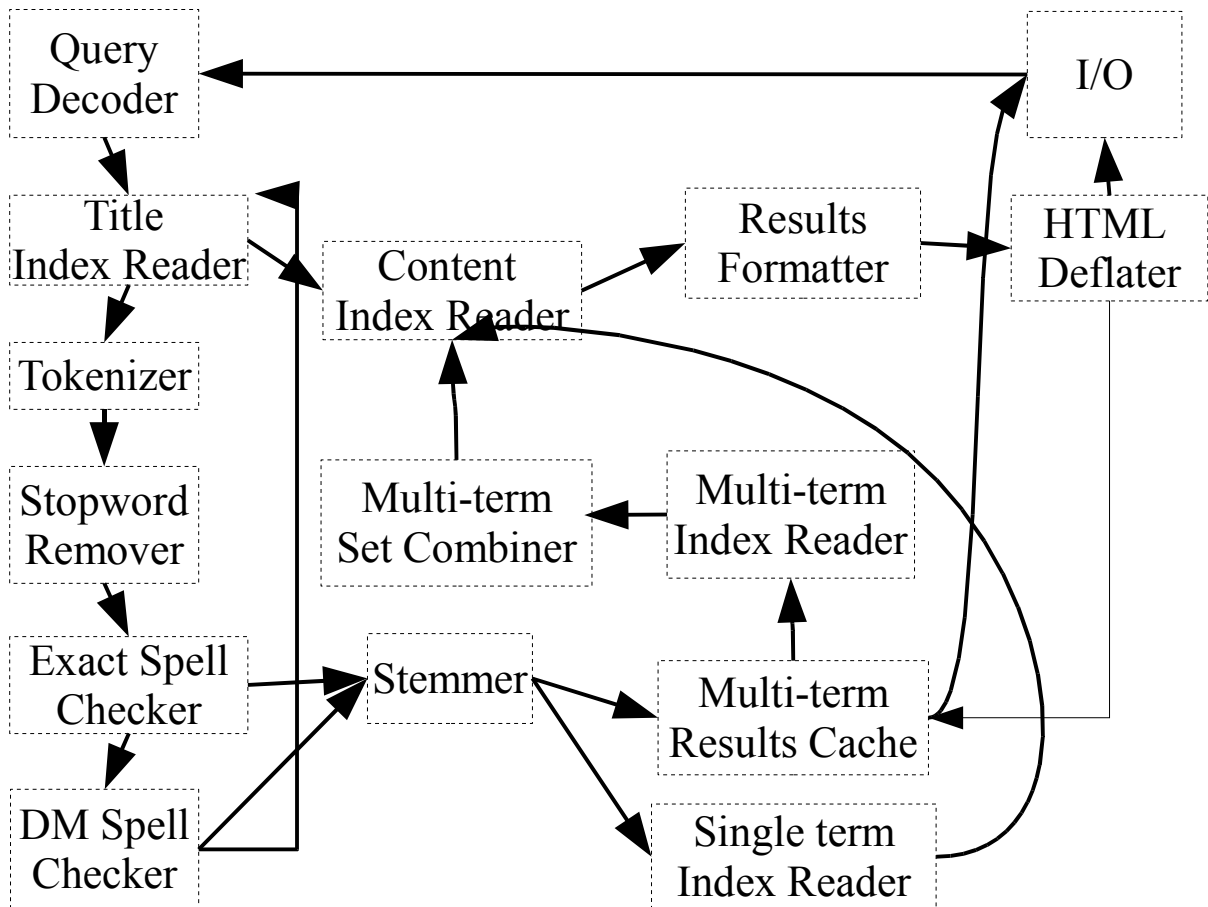 Query
Decoder
I/O
Title
Index Reader
Content
Index Reader
Results
Formatter
HTML
Deflater
Tokenizer
Stopword
Remover
Multi-term
Set Combiner
Multi-term
Index Reader
Exact Spell
Checker
Stemmer
Multi-term
Results Cache
DM Spell
Checker
Single term
Index Reader